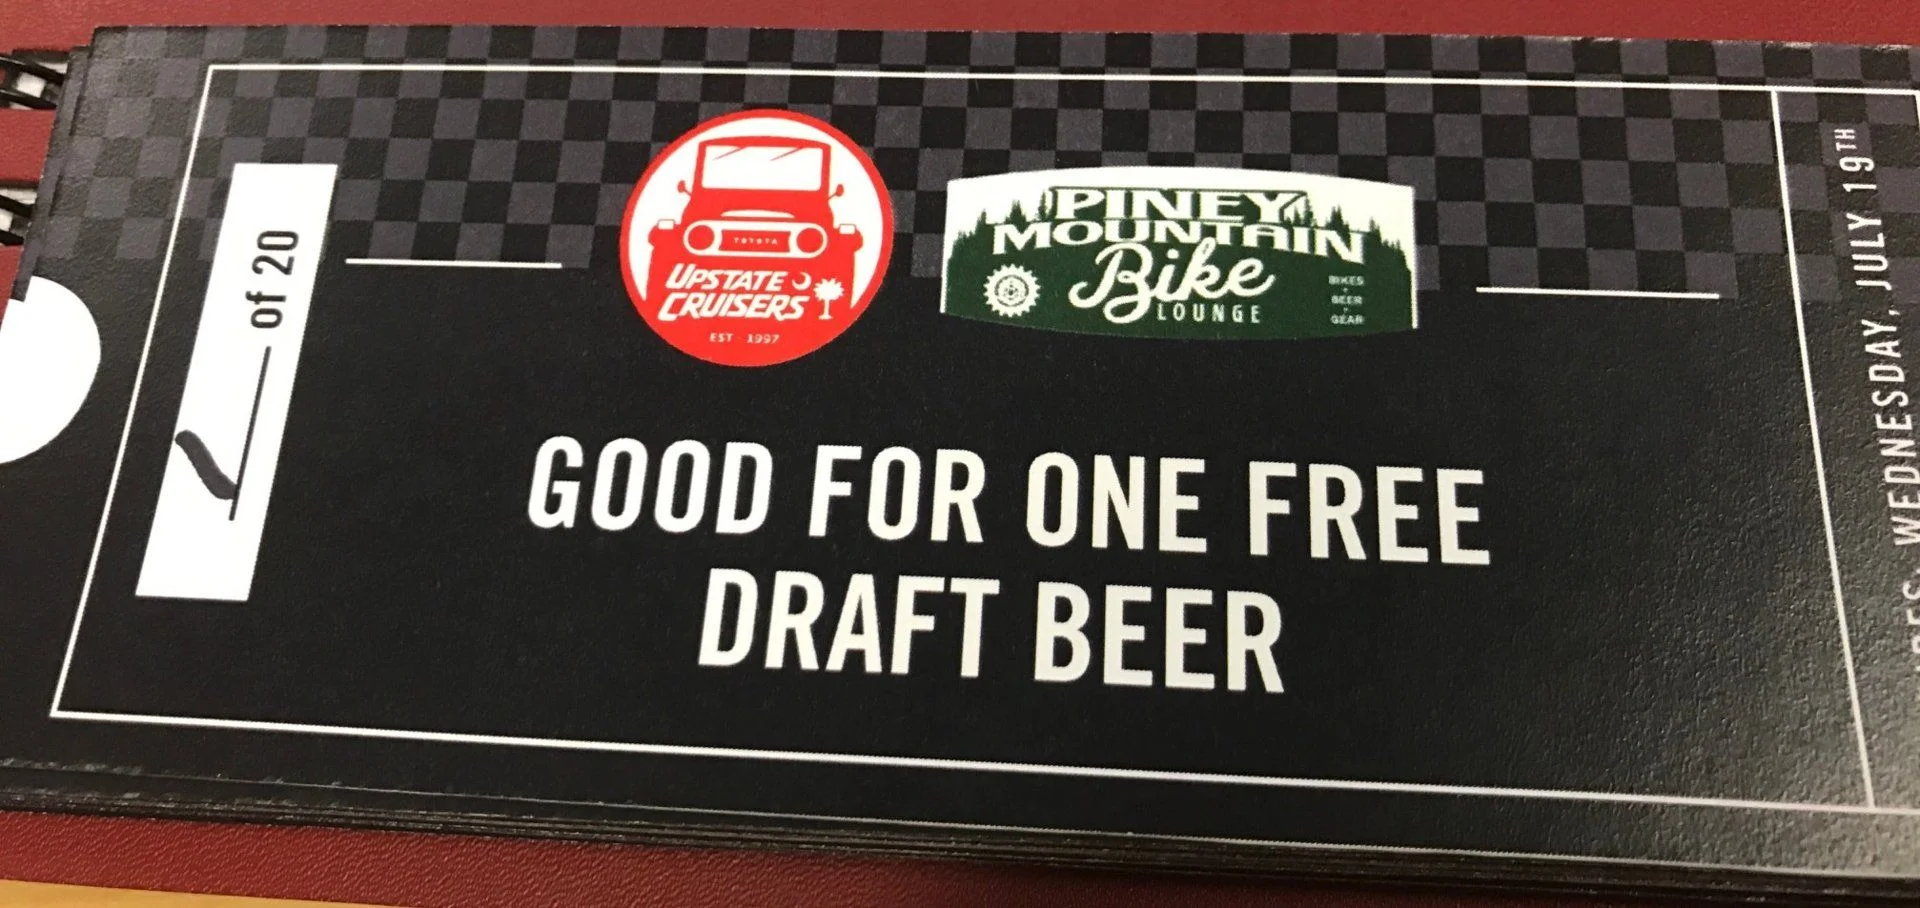 of 20
TOYOTA
UPSTATE
CRUISERS
EST · 1997
PINEY
MOUNTAIN
Bike
LOUNGE
BIKES
+
BEER
+
GEAR
GOOD FOR ONE FREE
DRAFT BEER
WEDNESDAY, JULY 19TH